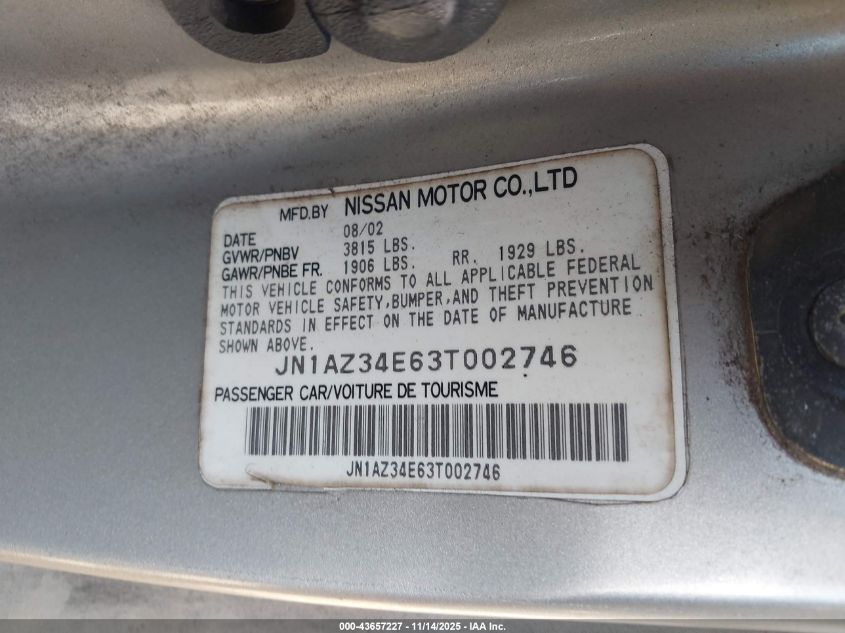 MFD.BY NISSAN MOTOR CO.,LTD
DATE 08/02
GVWR/PNBV 3815 LBS.
GAWR/PNBE FR. 1906 LBS. RR. 1929 LBS.
THIS VEHICLE CONFORMS TO ALL APPLICABLE FEDERAL
MOTOR VEHICLE SAFETY,BUMPER,AND THEFT PREVENTION
STANDARDS IN EFFECT ON THE DATE OF MANUFACTURE
SHOWN ABOVE.
JN1AZ34E63T002746
PASSENGER CAR/VOITURE DE TOURISME
JN1AZ34E63T002746
000-43657227 - 11/14/2025 - IAA Inc.